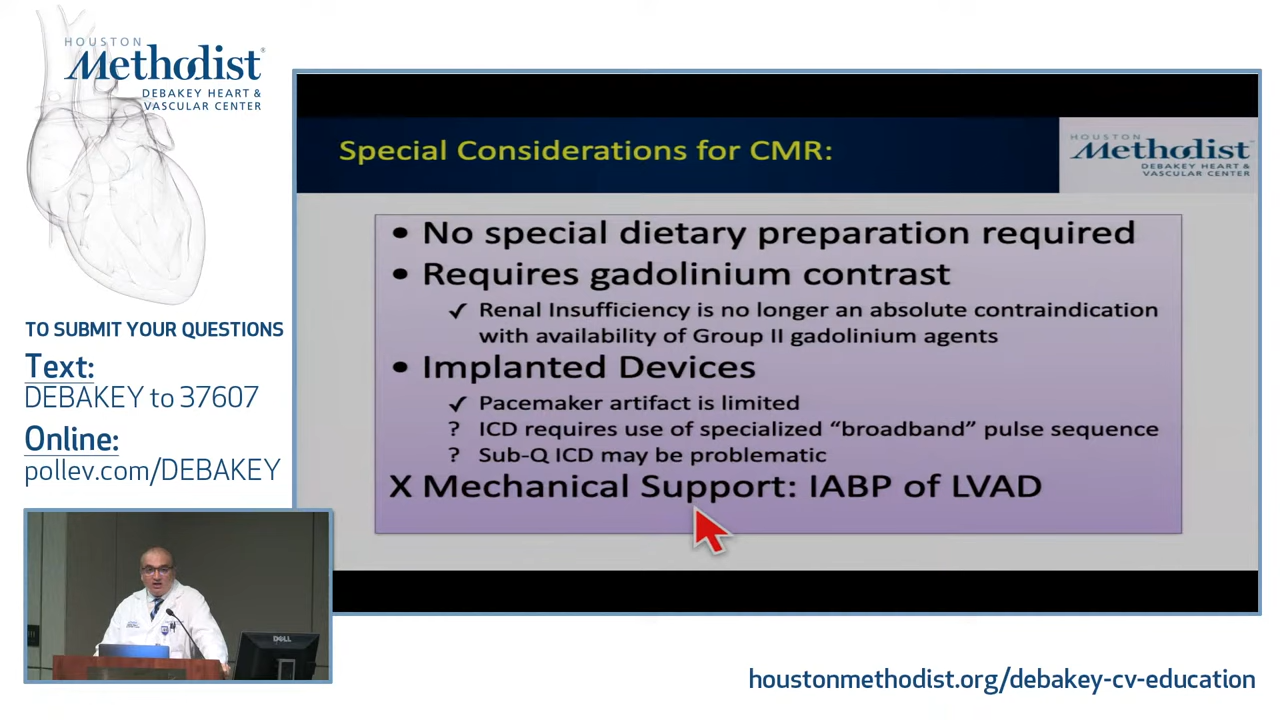 HOUSTON
Methodist®
DEBAKEY HEART &
VASCULAR CENTER
TO SUBMIT YOUR QUESTIONS
Text:
DEBAKEY to 37607
Online:
pollev.com/DEBAKEY
Special Considerations for CMR:
HOUSTON
Methodist
DEBAKEY HEART &
VASCULAR CENTER
• No special dietary preparation required
• Requires gadolinium contrast
✓ Renal Insufficiency is no longer an absolute contraindication
with availability of Group II gadolinium agents
• Implanted Devices
✓ Pacemaker artifact is limited
? ICD requires use of specialized “broadband” pulse sequence
? Sub-Q ICD may be problematic
X Mechanical Support: IABP of LVAD
DELL
houstonmethodist.org/debakey-cv-education